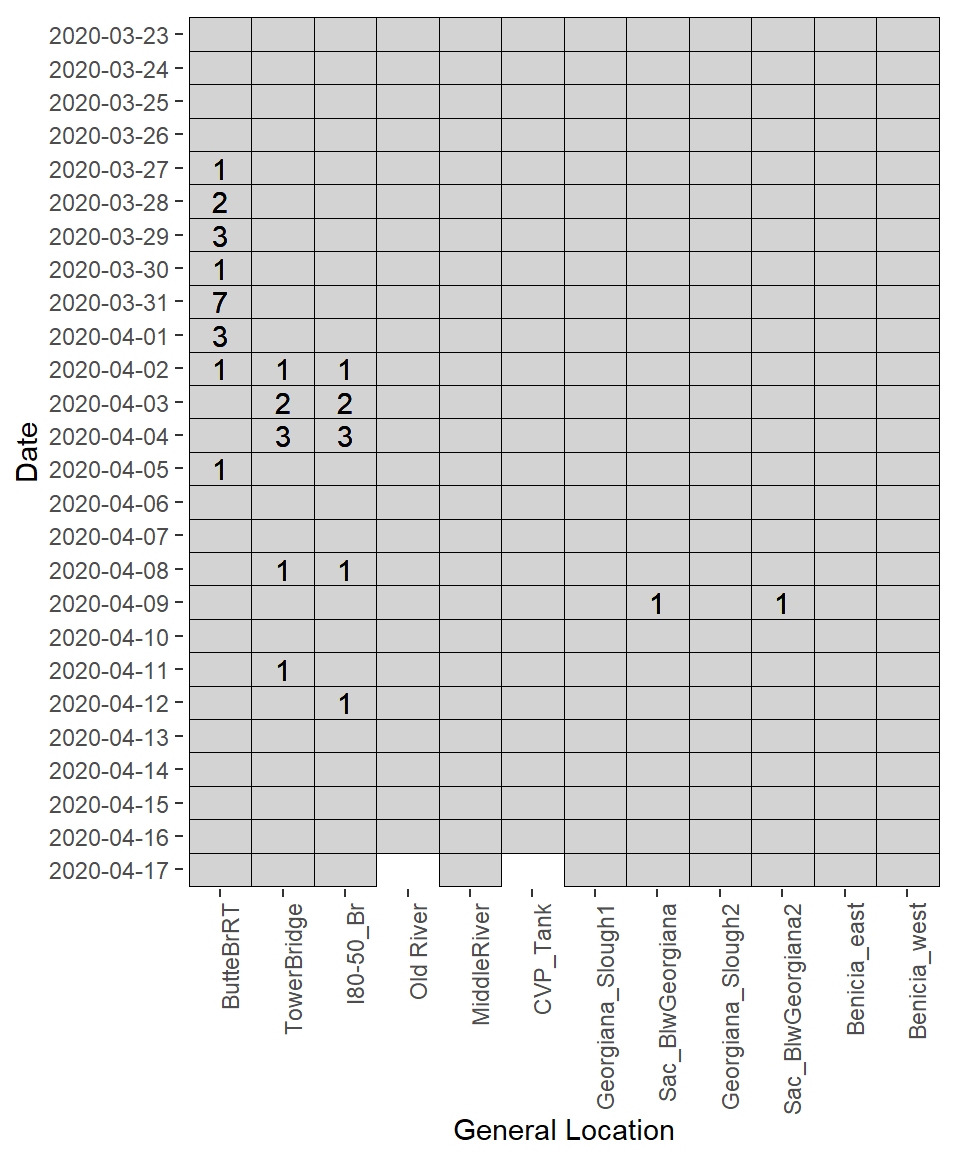 2020-03-23
2020-03-24
2020-03-25
2020-03-26
2020-03-27 1
2020-03-28 2
2020-03-29 3
2020-03-30 1
2020-03-31 7
2020-04-01 3
2020-04-02 1 1 1
2020-04-03 2 2
2020-04-04 3 3
2020-04-05 1
2020-04-06
2020-04-07
2020-04-08 1 1
2020-04-09 1 1
2020-04-10
2020-04-11 1
2020-04-12 1
2020-04-13
2020-04-14
2020-04-15
2020-04-16
2020-04-17
Date
ButteBrRT
TowerBridge
I80-50_Br
Old River
MiddleRiver
CVP_Tank
Georgiana_Slough1
Sac_BlwGeorgiana
Georgiana_Slough2
Sac_BlwGeorgiana2
Benicia_east
Benicia_west
General Location